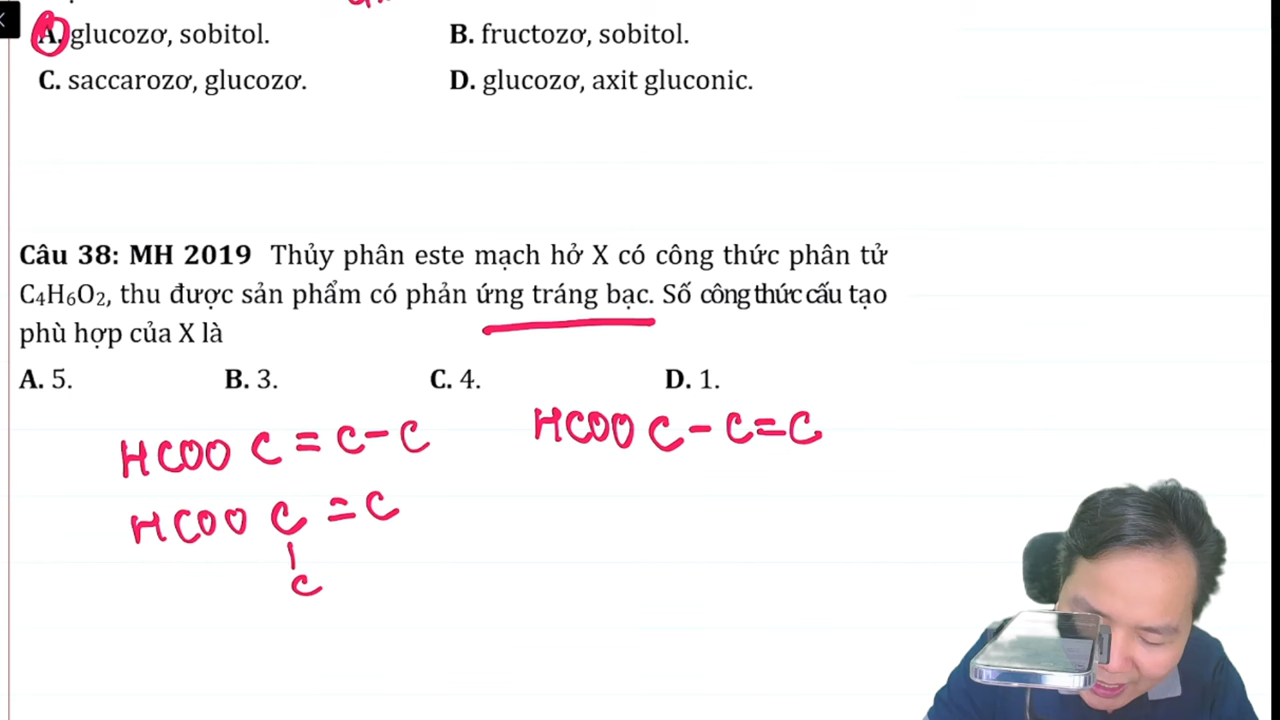 A. glucozơ, sobitol. B. fructozơ, sobitol.
C. saccarozơ, glucozơ. D. glucozơ, axit gluconic.
Câu 38: MH 2019 Thủy phân este mạch hở X có công thức phân tử
C₄H₆O₂, thu được sản phẩm có phản ứng tráng bạc. Số công thức cấu tạo
phù hợp của X là
A. 5. B. 3. C. 4. D. 1.
HCOO C = C - C HCOO C - C = C
HCOO C = C
|
C